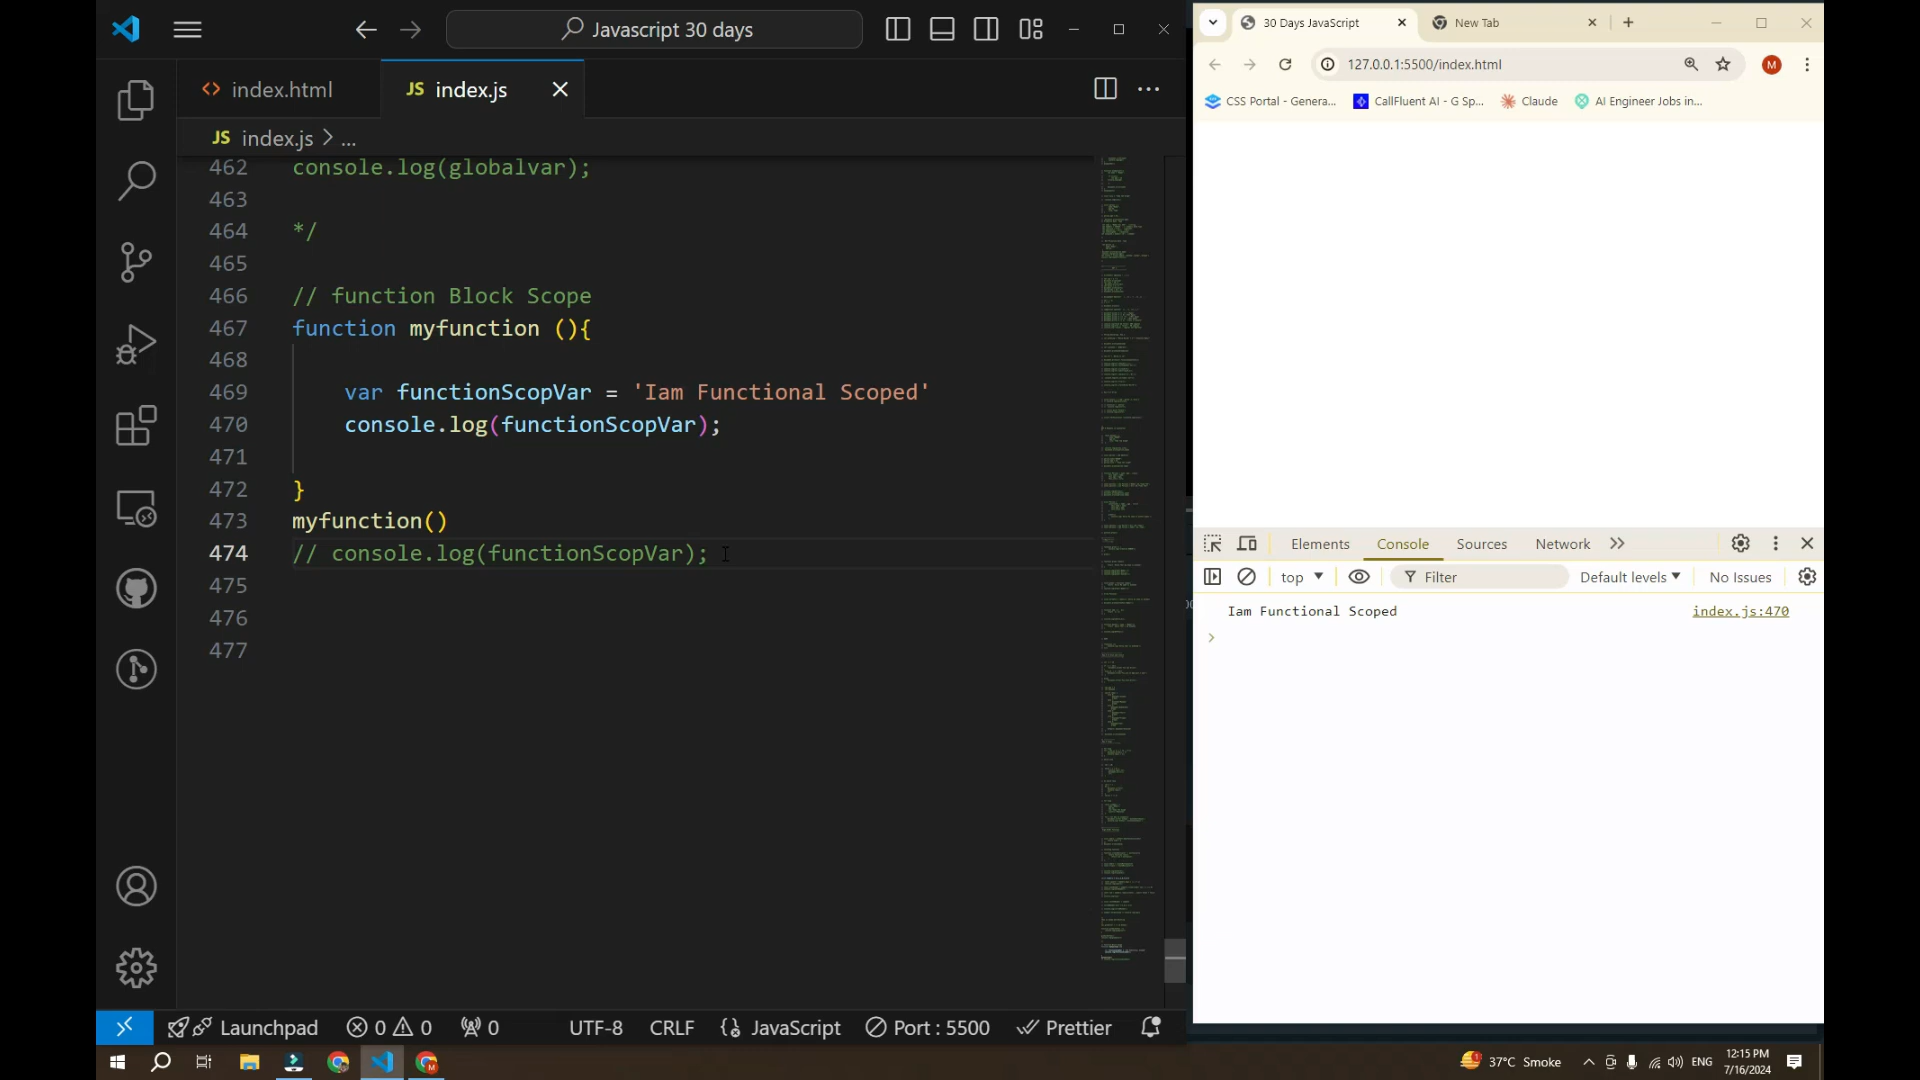 Javascript 30 days
index.html
JS index.js
JS index.js > ...
462 console.log(globalvar);
463
464 */
465
466 // function Block Scope
467 function myfunction (){
468
469 var functionScopVar = 'Iam Functional Scoped'
470 console.log(functionScopVar);
471
472 }
473 myfunction()
474 // console.log(functionScopVar);
475
476
477
Launchpad 0 0 0 UTF-8 CRLF JavaScript Port : 5500 Prettier
30 Days JavaScript
New Tab
127.0.0.1:5500/index.html
M
CSS Portal - Genera...
CallFluent AI - G Sp...
Claude
AI Engineer Jobs in...
Elements Console Sources Network
top Filter Default levels No Issues
Iam Functional Scoped index.js:470
37°C Smoke ENG
12:15 PM
7/16/2024